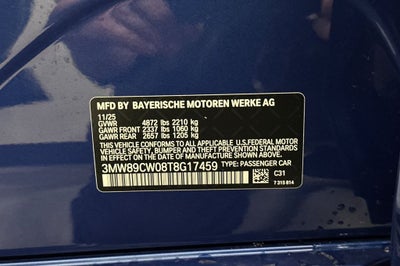 MFD BY BAYERISCHE MOTOREN WERKE AG
11/25
GVWR 4872 lbs 2210 kg
GAWR FRONT 2337 lbs 1060 kg
GAWR REAR 2657 lbs 1205 kg
THIS VEHICLE CONFORMS TO ALL APPLICABLE U.S.FEDERAL MOTOR
VEHICLE SAFETY, BUMPER AND THEFT PREVENTION STANDARDS
IN EFFECT ON THE DATE OF MANUFACTURE SHOWN ABOVE.
3MW89CW08T8G17459 TYPE: PASSENGER CAR
C31
7 315 814